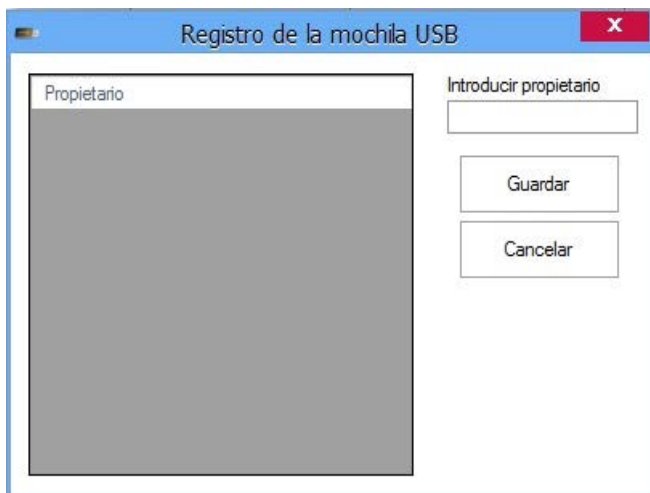 Registro de la mochila USB
x
Propietario
Introducir propietario
Guardar
Cancelar